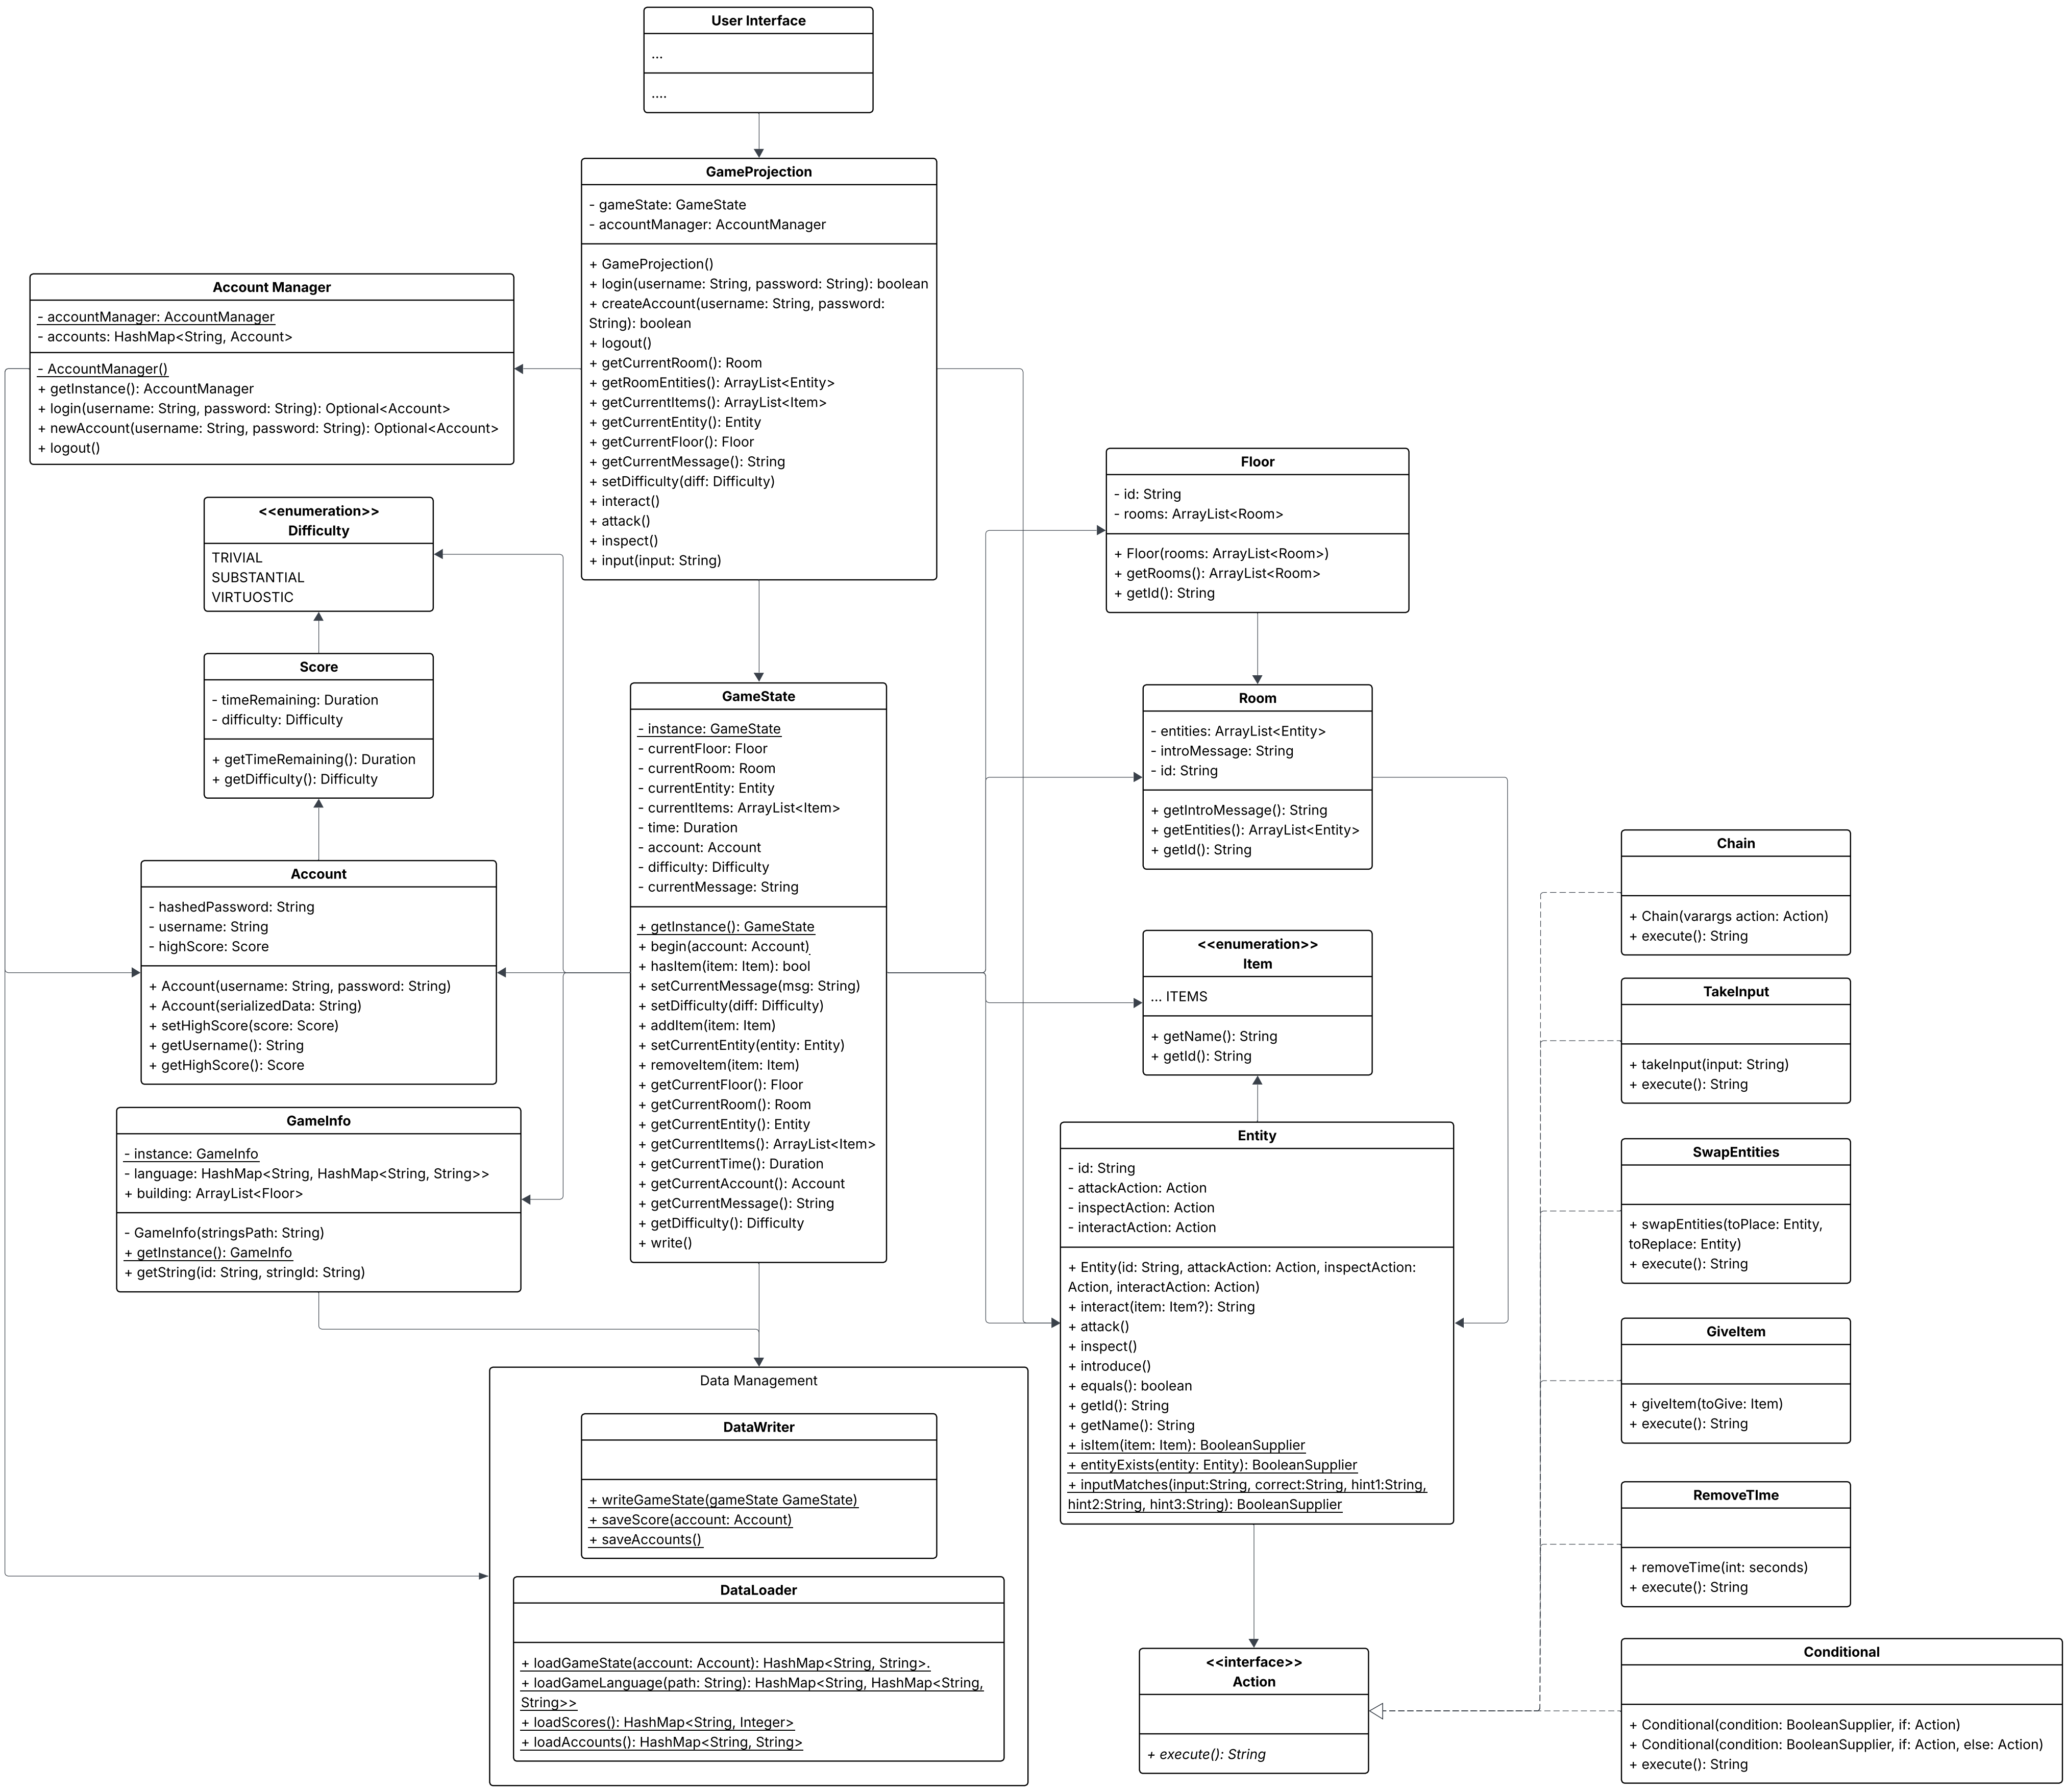 User Interface
...
....
GameProjection
- gameState: GameState
- accountManager: AccountManager
+ GameProjection()
+ login(username: String, password: String): boolean
+ createAccount(username: String, password:
String): boolean
+ logout()
+ getCurrentRoom(): Room
+ getRoomEntities(): ArrayList<Entity>
+ getCurrentItems(): ArrayList<Item>
+ getCurrentEntity(): Entity
+ getCurrentFloor(): Floor
+ getCurrentMessage(): String
+ setDifficulty(diff: Difficulty)
+ interact()
+ attack()
+ inspect()
+ input(input: String)
Account Manager
- accountManager: AccountManager
- accounts: HashMap<String, Account>
- AccountManager()
+ getInstance(): AccountManager
+ login(username: String, password: String): Optional<Account>
+ newAccount(username: String, password: String): Optional<Account>
+ logout()
<<enumeration>>
Difficulty
TRIVIAL
SUBSTANTIAL
VIRTUOSTIC
Score
- timeRemaining: Duration
- difficulty: Difficulty
+ getTimeRemaining(): Duration
+ getDifficulty(): Difficulty
Account
- hashedPassword: String
- username: String
- highScore: Score
+ Account(username: String, password: String)
+ Account(serializedData: String)
+ setHighScore(score: Score)
+ getUsername(): String
+ getHighScore(): Score
GameInfo
- instance: GameInfo
- language: HashMap<String, HashMap<String, String>>
+ building: ArrayList<Floor>
- GameInfo(stringsPath: String)
+ getInstance(): GameInfo
+ getString(id: String, stringId: String)
GameState
- instance: GameState
- currentFloor: Floor
- currentRoom: Room
- currentEntity: Entity
- currentItems: ArrayList<Item>
- time: Duration
- account: Account
- difficulty: Difficulty
- currentMessage: String
+ getInstance(): GameState
+ begin(account: Account)
+ hasItem(item: Item): bool
+ setCurrentMessage(msg: String)
+ setDifficulty(diff: Difficulty)
+ addItem(item: Item)
+ setCurrentEntity(entity: Entity)
+ removeItem(item: Item)
+ getCurrentFloor(): Floor
+ getCurrentRoom(): Room
+ getCurrentEntity(): Entity
+ getCurrentItems(): ArrayList<Item>
+ getCurrentTime(): Duration
+ getCurrentAccount(): Account
+ getCurrentMessage(): String
+ getDifficulty(): Difficulty
+ write()
Data Management
DataWriter
+ writeGameState(gameState GameState)
+ saveScore(account: Account)
+ saveAccounts()
DataLoader
+ loadGameState(account: Account): HashMap<String, String>.
+ loadGameLanguage(path: String): HashMap<String, HashMap<String,
String>>
+ loadScores(): HashMap<String, Integer>
+ loadAccounts(): HashMap<String, String>
Floor
- id: String
- rooms: ArrayList<Room>
+ Floor(rooms: ArrayList<Room>)
+ getRooms(): ArrayList<Room>
+ getId(): String
Room
- entities: ArrayList<Entity>
- introMessage: String
- id: String
+ getIntroMessage(): String
+ getEntities(): ArrayList<Entity>
+ getId(): String
<<enumeration>>
Item
... ITEMS
+ getName(): String
+ getId(): String
Entity
- id: String
- attackAction: Action
- inspectAction: Action
- interactAction: Action
+ Entity(id: String, attackAction: Action, inspectAction:
Action, interactAction: Action)
+ interact(item: Item?): String
+ attack()
+ inspect()
+ introduce()
+ equals(): boolean
+ getId(): String
+ getName(): String
+ isItem(item: Item): BooleanSupplier
+ entityExists(entity: Entity): BooleanSupplier
+ inputMatches(input:String, correct:String, hint1:String,
hint2:String, hint3:String): BooleanSupplier
<<interface>>
Action
+ execute(): String
Chain
+ Chain(varargs action: Action)
+ execute(): String
TakeInput
+ takeInput(input: String)
+ execute(): String
SwapEntities
+ swapEntities(toPlace: Entity,
toReplace: Entity)
+ execute(): String
GiveItem
+ giveItem(toGive: Item)
+ execute(): String
RemoveTIme
+ removeTime(int: seconds)
+ execute(): String
Conditional
+ Conditional(condition: BooleanSupplier, if: Action)
+ Conditional(condition: BooleanSupplier, if: Action, else: Action)
+ execute(): String